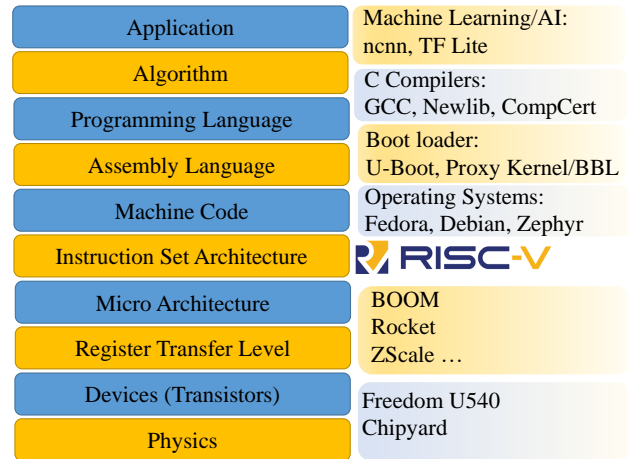 Application
Algorithm
Programming Language
Assembly Language
Machine Code
Instruction Set Architecture
Micro Architecture
Register Transfer Level
Devices (Transistors)
Physics
Machine Learning/AI:
ncnn, TF Lite
C Compilers:
GCC, Newlib, CompCert
Boot loader:
U-Boot, Proxy Kernel/BBL
Operating Systems:
Fedora, Debian, Zephyr
RISC-V
BOOM
Rocket
ZScale …
Freedom U540
Chipyard